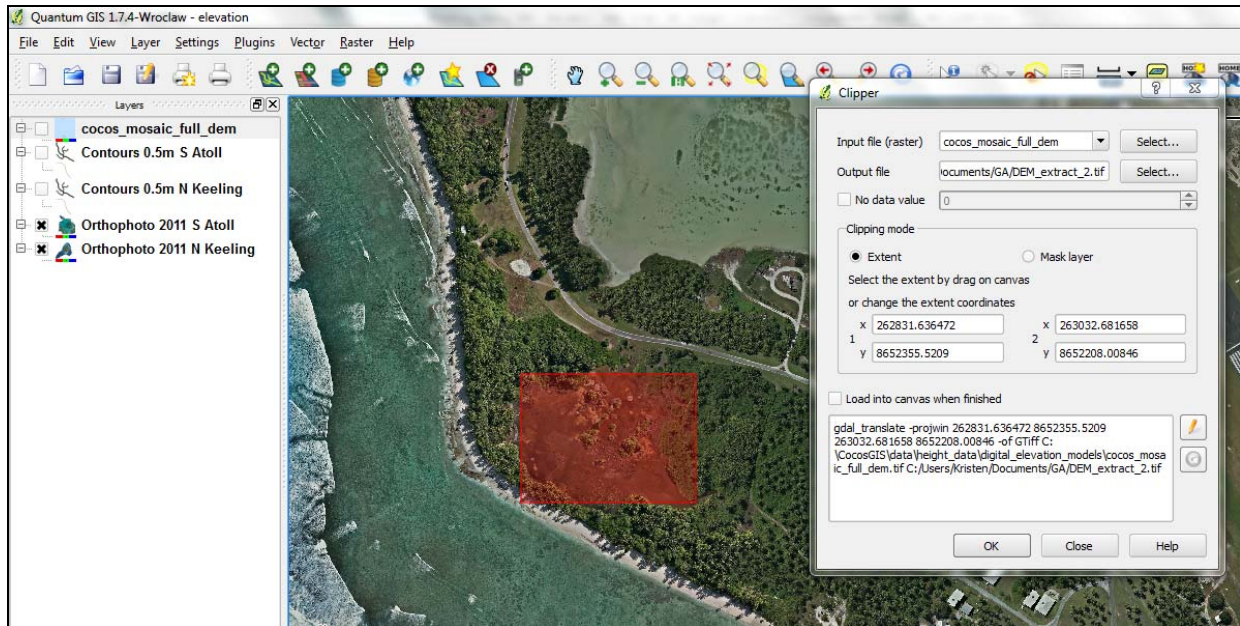 Quantum GIS 1.7.4-Wroclaw - elevation
File Edit View Layer Settings Plugins Vector Raster Help
Layers
cocos_mosaic_full_dem
Contours 0.5m S Atoll
Contours 0.5m N Keeling
Orthophoto 2011 S Atoll
Orthophoto 2011 N Keeling
Clipper
Input file (raster) cocos_mosaic_full_dem Select...
Output file ocuments/GA/DEM_extract_2.tif Select...
No data value 0
Clipping mode
Extent Mask layer
Select the extent by drag on canvas
or change the extent coordinates
x 262831.636472 x 263032.681658
1 2
y 8652355.5209 y 8652208.00846
Load into canvas when finished
gdal_translate -projwin 262831.636472 8652355.5209
263032.681658 8652208.00846 -of GTiff C:
\CocosGIS\data\height_data\digital_elevation_models\cocos_mosa
ic_full_dem.tif C:/Users/Kristen/Documents/GA/DEM_extract_2.tif
OK Close Help